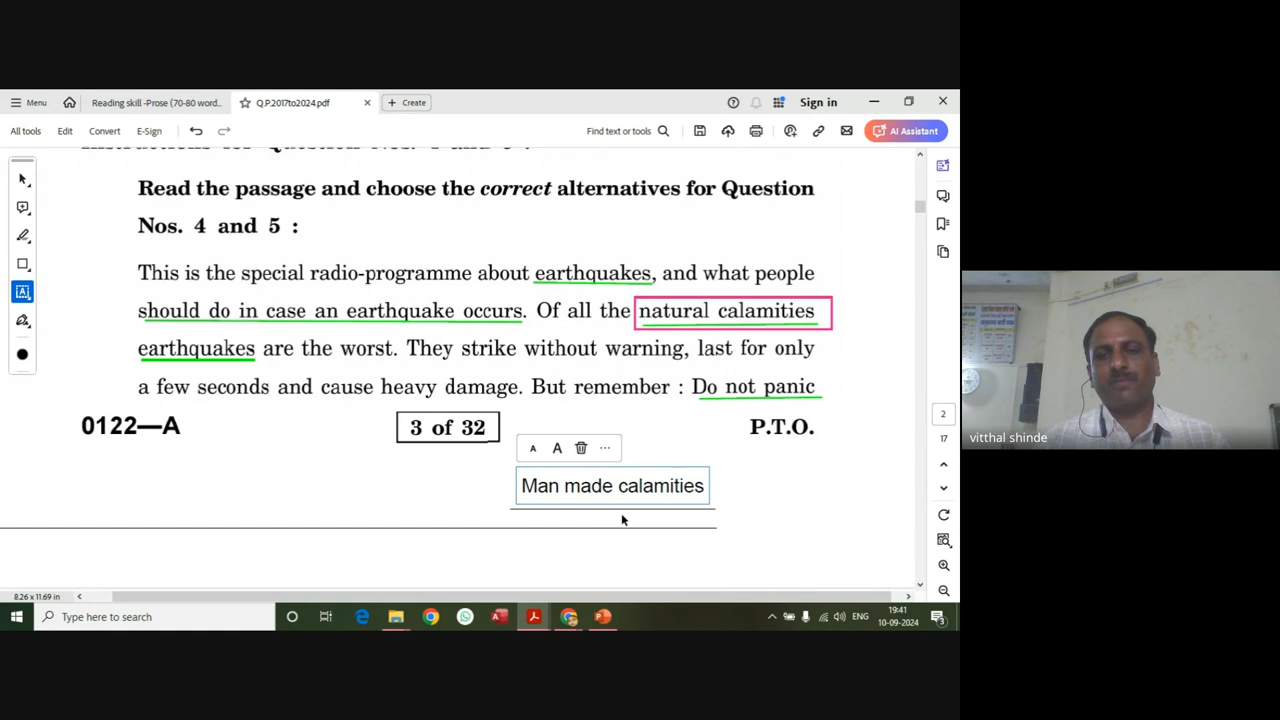 Menu
Reading skill -Prose (70-80 word...
Q.P.2017to2024.pdf
Create
Sign in
All tools
Edit
Convert
E-Sign
Find text or tools
AI Assistant
Read the passage and choose the correct alternatives for Question
Nos. 4 and 5 :
This is the special radio-programme about earthquakes, and what people
should do in case an earthquake occurs. Of all the natural calamities
earthquakes are the worst. They strike without warning, last for only
a few seconds and cause heavy damage. But remember : Do not panic
0122—A
3 of 32
P.T.O.
A A ...
Man made calamities
2
17
vitthal shinde
8.26 x 11.69 in
Type here to search
ENG
19:41
10-09-2024
3